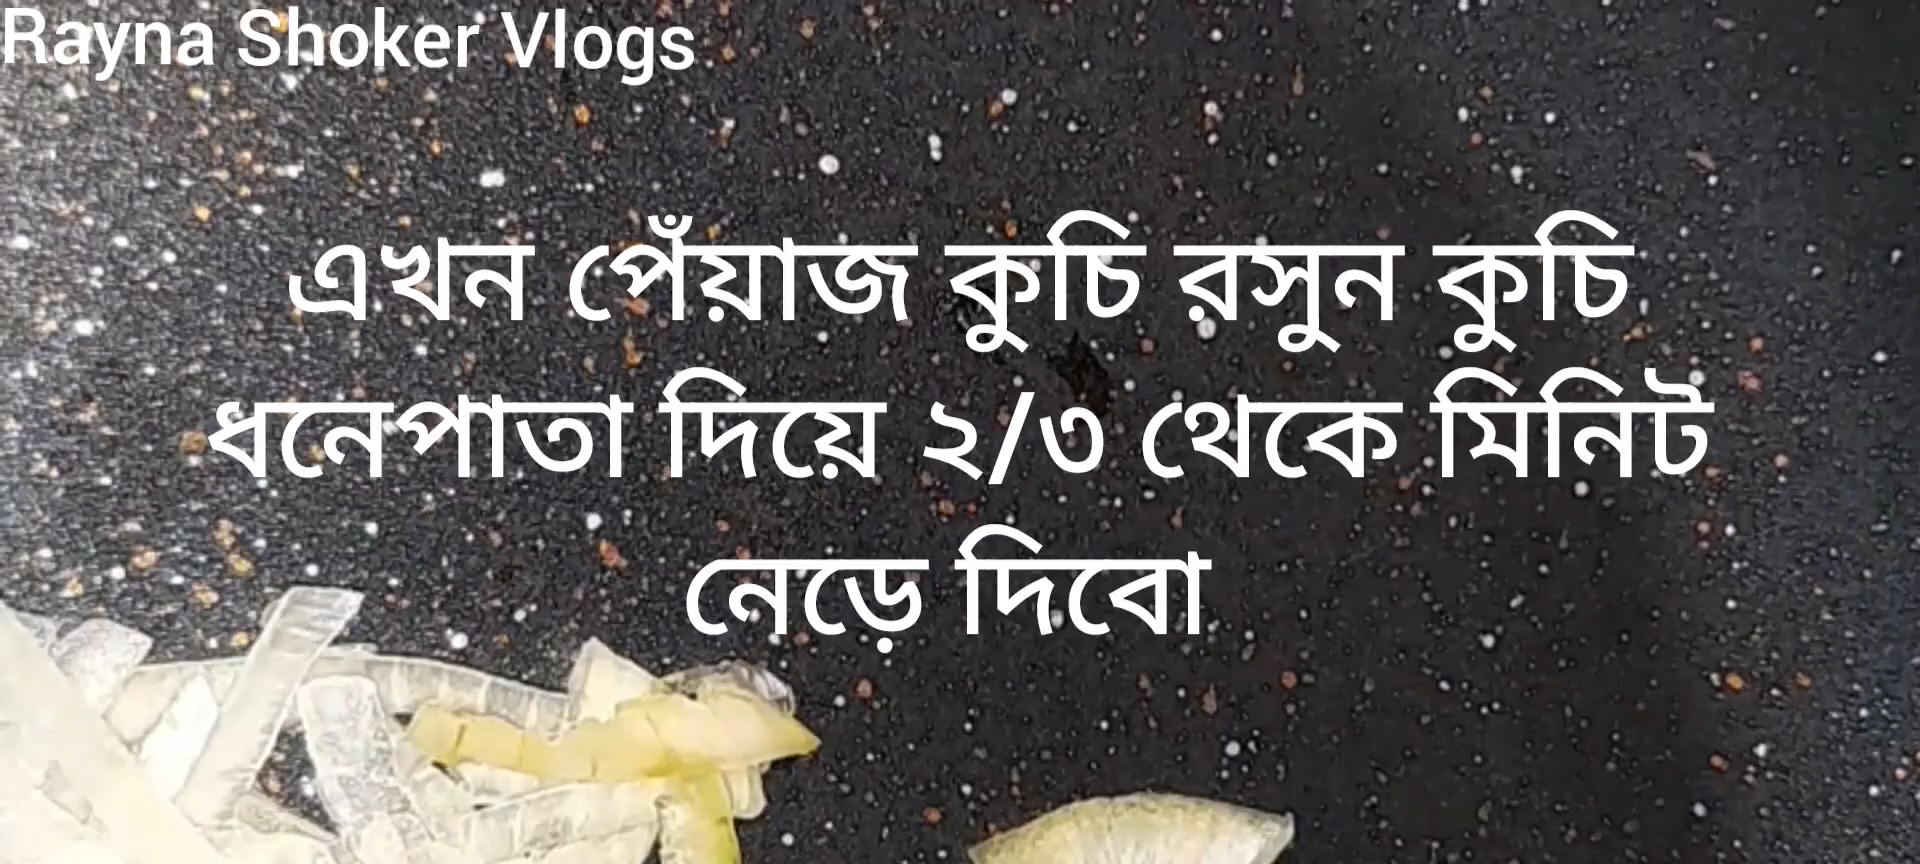 Rayna Shoker Vlogs
এখন পেঁয়াজ কুচি রসুন কুচি
ধনেপাতা দিয়ে ২/৩ থেকে মিনিট
নেড়ে দিবো